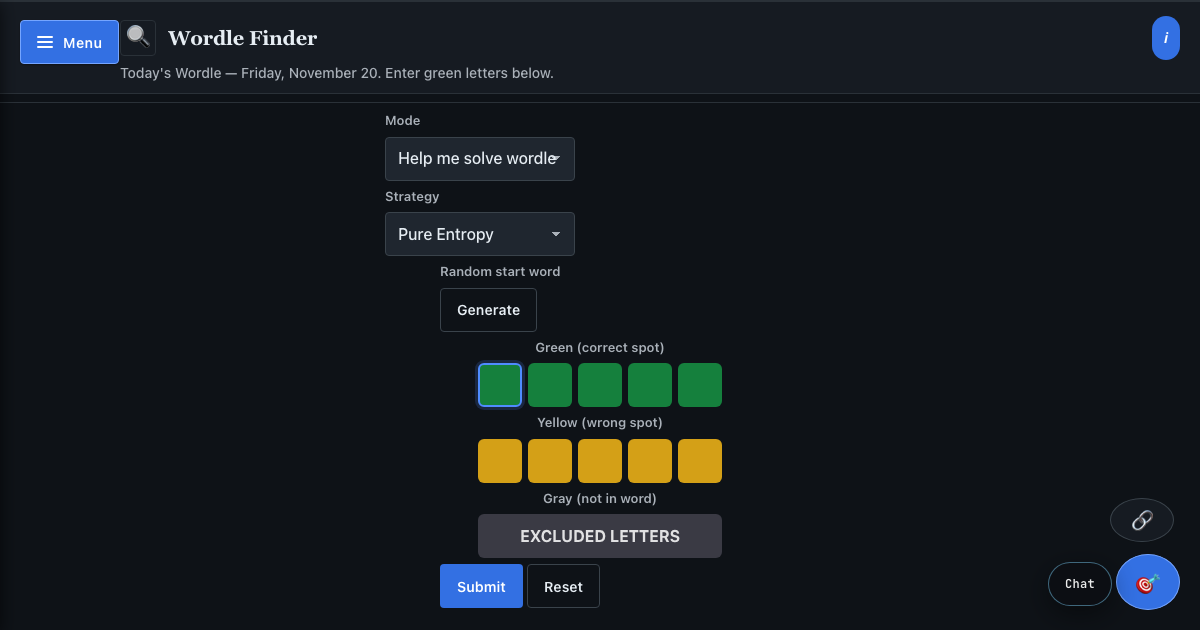 Menu
Wordle Finder
i
Today's Wordle — Friday, November 20. Enter green letters below.
Mode
Help me solve wordle
Strategy
Pure Entropy
Random start word
Generate
Green (correct spot)
Yellow (wrong spot)
Gray (not in word)
EXCLUDED LETTERS
Submit
Reset
Chat